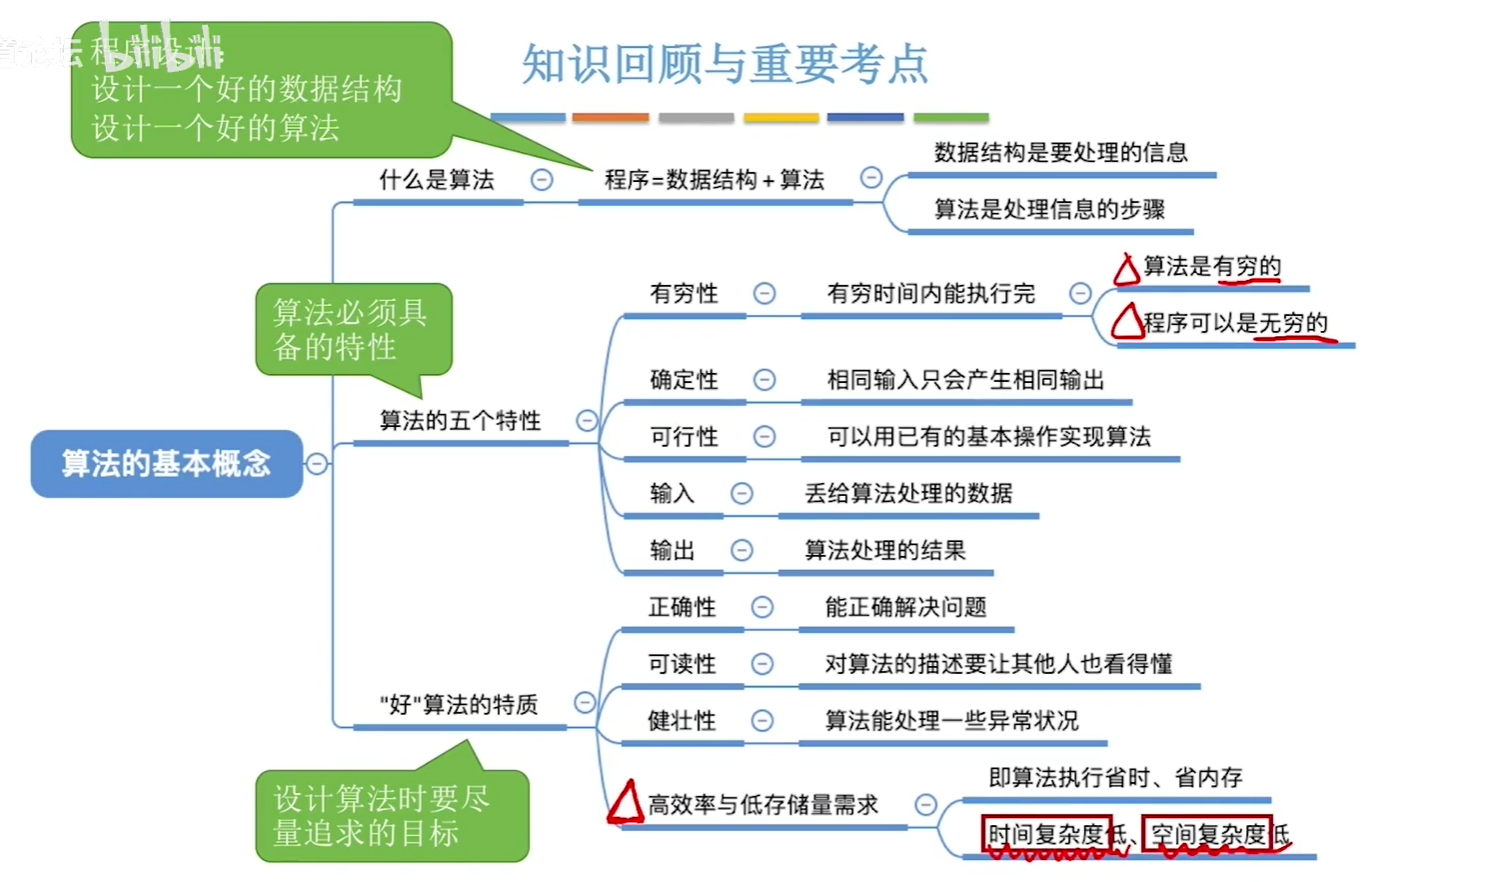 论坛
bilibili
程序设计:
设计一个好的数据结构
设计一个好的算法
知识回顾与重要考点
什么是算法
程序=数据结构+算法
数据结构是要处理的信息
算法是处理信息的步骤
算法必须具
备的特性
算法的五个特性
有穷性
有穷时间内能执行完
算法是有穷的
程序可以是无穷的
确定性
相同输入只会产生相同输出
可行性
可以用已有的基本操作实现算法
输入
丢给算法处理的数据
输出
算法处理的结果
算法的基本概念
"好"算法的特质
正确性
能正确解决问题
可读性
对算法的描述要让其他人也看得懂
健壮性
算法能处理一些异常状况
高效率与低存储量需求
即算法执行省时、省内存
时间复杂度低、空间复杂度低
设计算法时要尽
量追求的目标